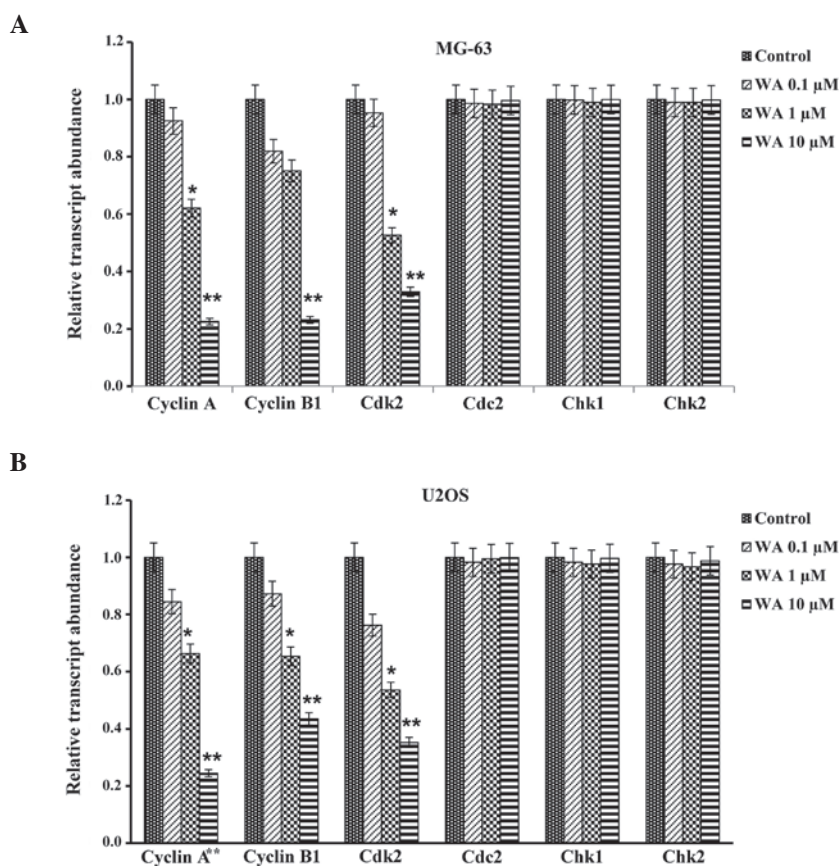 A
MG-63
Relative transcript abundance
1.2
1.0
0.8
0.6
0.4
0.2
0.0
*
**
**
*
**
Cyclin A
Cyclin B1
Cdk2
Cdc2
Chk1
Chk2
Control
WA 0.1 µM
WA 1 µM
WA 10 µM
B
U2OS
Relative transcript abundance
1.2
1.0
0.8
0.6
0.4
0.2
0.0
*
**
*
**
*
**
Cyclin A**
Cyclin B1
Cdk2
Cdc2
Chk1
Chk2
Control
WA 0.1 µM
WA 1 µM
WA 10 µM